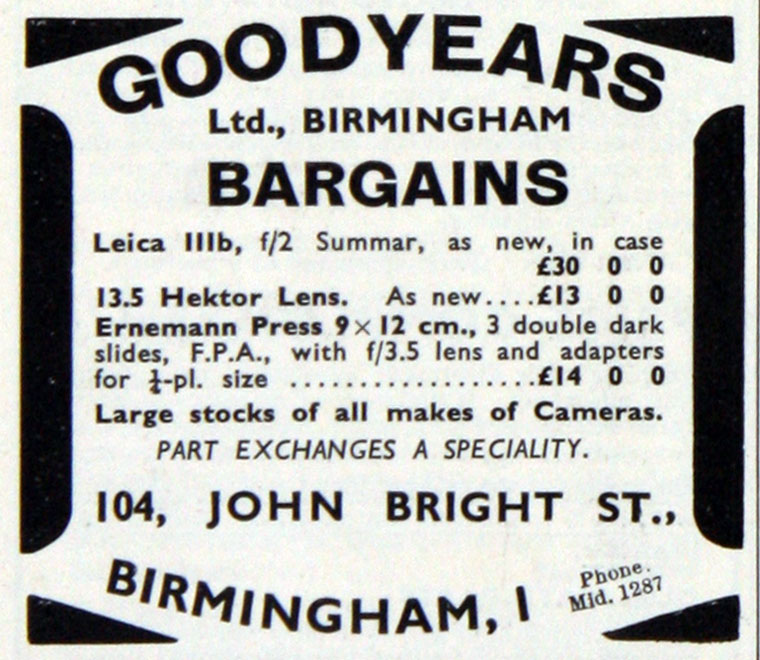 GOODYEARS
Ltd., BIRMINGHAM
BARGAINS
Leica IIIb, f/2 Summar, as new, in case
£30 0 0
13.5 Hektor Lens. As new....£13 0 0
Ernemann Press 9×12 cm., 3 double dark
slides, F.P.A., with f/3.5 lens and adapters
for ¼-pl. size ..................£14 0 0
Large stocks of all makes of Cameras.
PART EXCHANGES A SPECIALITY.
104, JOHN BRIGHT ST.,
BIRMINGHAM, 1
Phone.
Mid. 1287